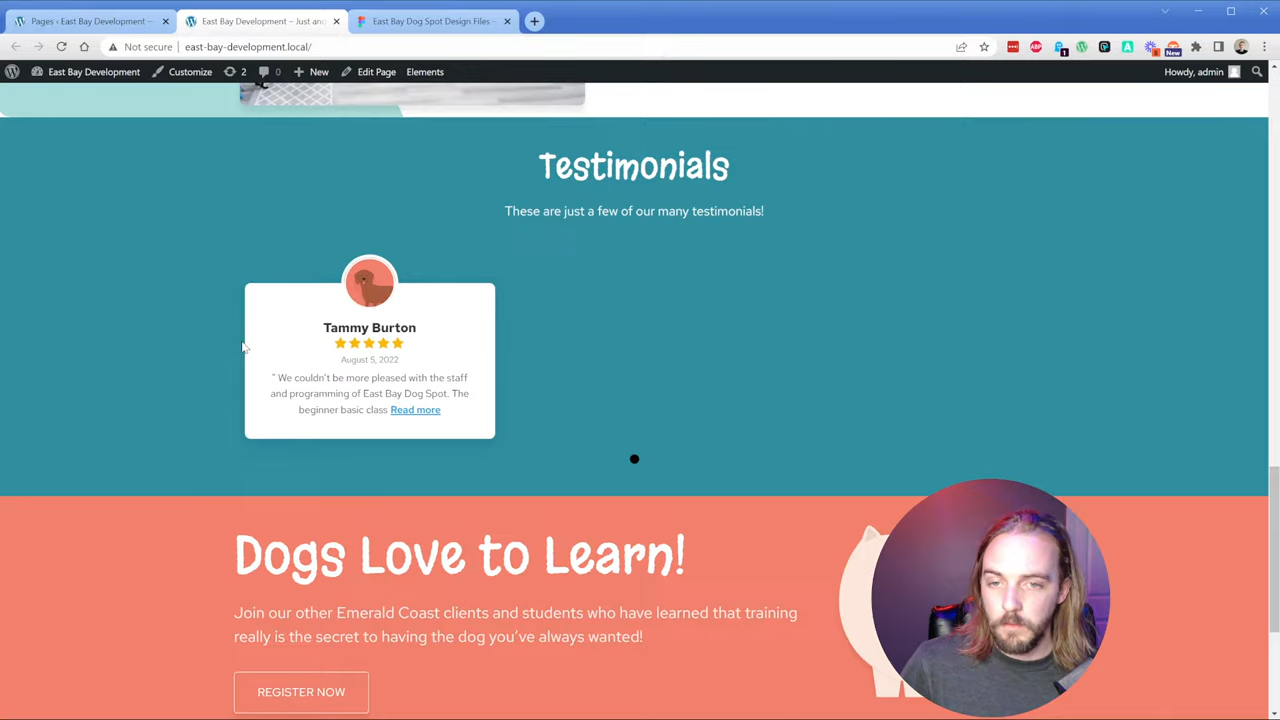 Pages ‹ East Bay Development —
East Bay Development – Just ano
East Bay Dog Spot Design Files –
Not secure
east-bay-development.local/
1
New
East Bay Development
Customize
2
0
New
Edit Page
Elements
Howdy, admin
Testimonials
These are just a few of our many testimonials!
Tammy Burton
August 5, 2022
" We couldn't be more pleased with the staff
and programming of East Bay Dog Spot. The
beginner basic class Read more
Dogs Love to Learn!
Join our other Emerald Coast clients and students who have learned that training
really is the secret to having the dog you've always wanted!
REGISTER NOW